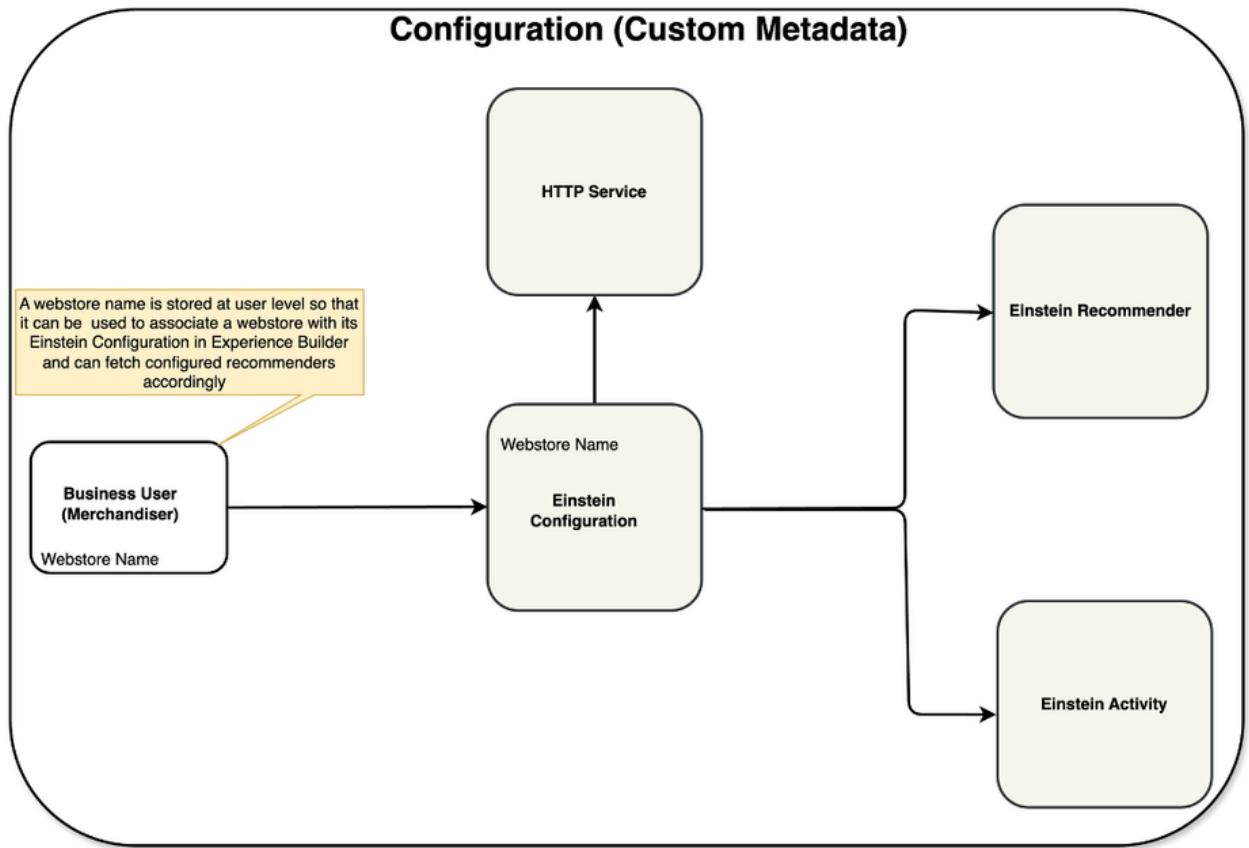 Configuration (Custom Metadata)
HTTP Service
Einstein Recommender
A webstore name is stored at user level so that
it can be used to associate a webstore with its
Einstein Configuration in Experience Builder
and can fetch configured recommenders
accordingly
Webstore Name
Business User
(Merchandiser)
Einstein
Configuration
Webstore Name
Einstein Activity